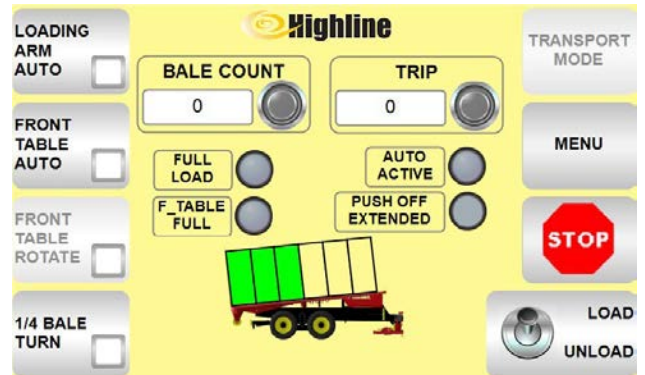 LOADING
ARM
AUTO
Highline
TRANSPORT
MODE
BALE COUNT
0
TRIP
0
FRONT
TABLE
AUTO
MENU
FULL
LOAD
AUTO
ACTIVE
F_TABLE
FULL
PUSH OFF
EXTENDED
FRONT
TABLE
ROTATE
STOP
1/4 BALE
TURN
LOAD
UNLOAD